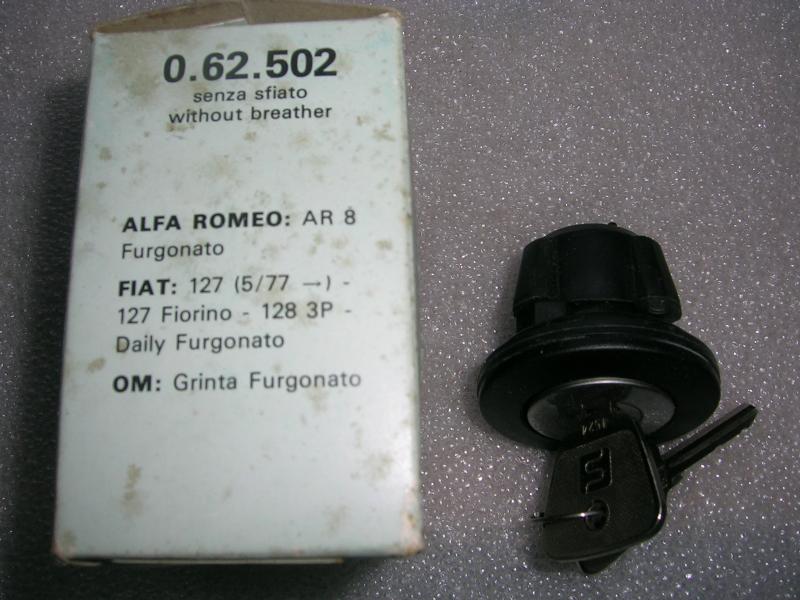 0.62.502
senza sfiato
without breather
ALFA ROMEO: AR 8
Furgonato
FIAT: 127 (5/77 →) -
127 Fiorino - 128 3P -
Daily Furgonato
OM: Grinta Furgonato